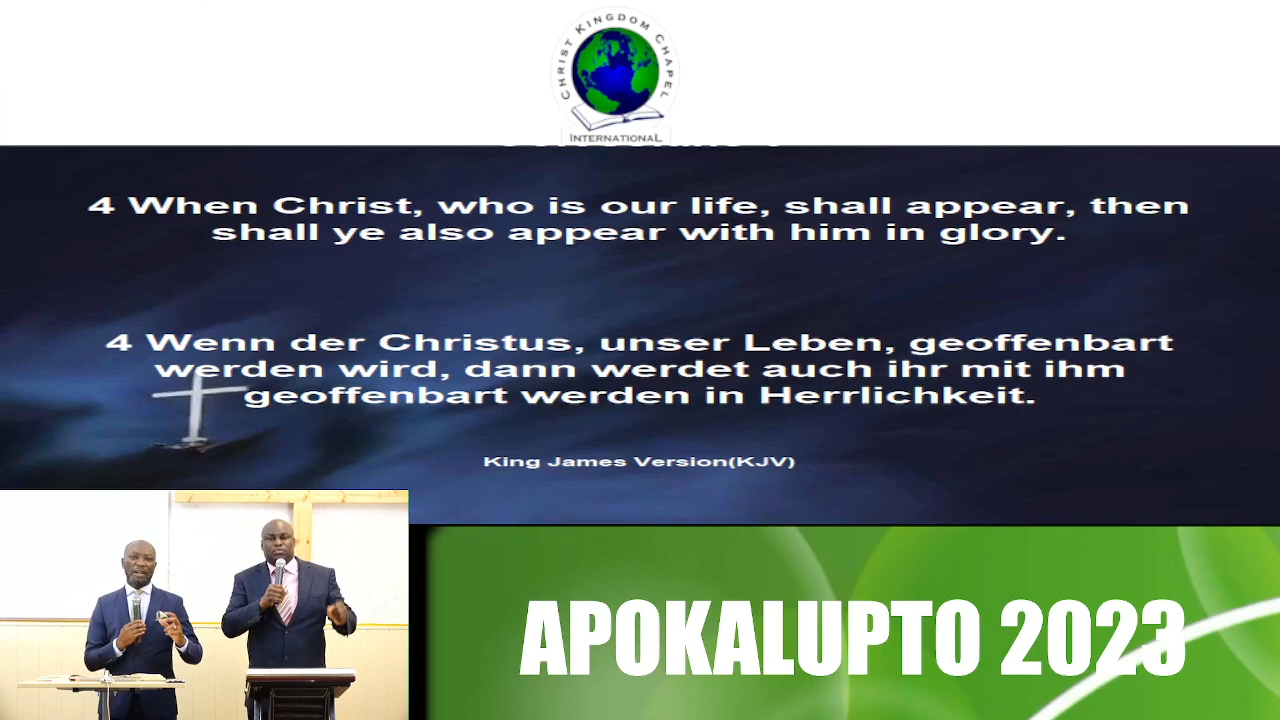 CHRIST KINGDOM CHAPEL
INTERNATIONAL
4 When Christ, who is our life, shall appear, then
shall ye also appear with him in glory.
4 Wenn der Christus, unser Leben, geoffenbart
werden wird, dann werdet auch ihr mit ihm
geoffenbart werden in Herrlichkeit.
King James Version(KJV)
APOKALUPTO 2023